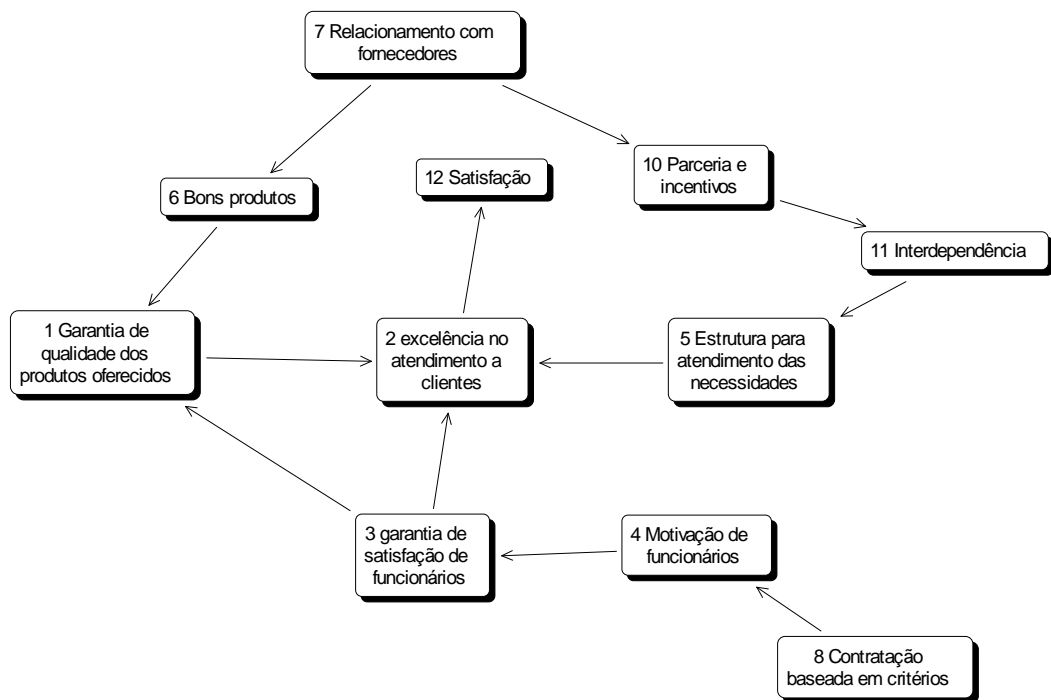 7 Relacionamento com
fornecedores
10 Parceria e
incentivos
12 Satisfação
6 Bons produtos
11 Interdependência
1 Garantia de
qualidade dos
produtos oferecidos
2 excelência no
atendimento a
clientes
5 Estrutura para
atendimento das
necessidades
3 garantia de
satisfação de
funcionários
4 Motivação de
funcionários
8 Contratação
baseada em critérios